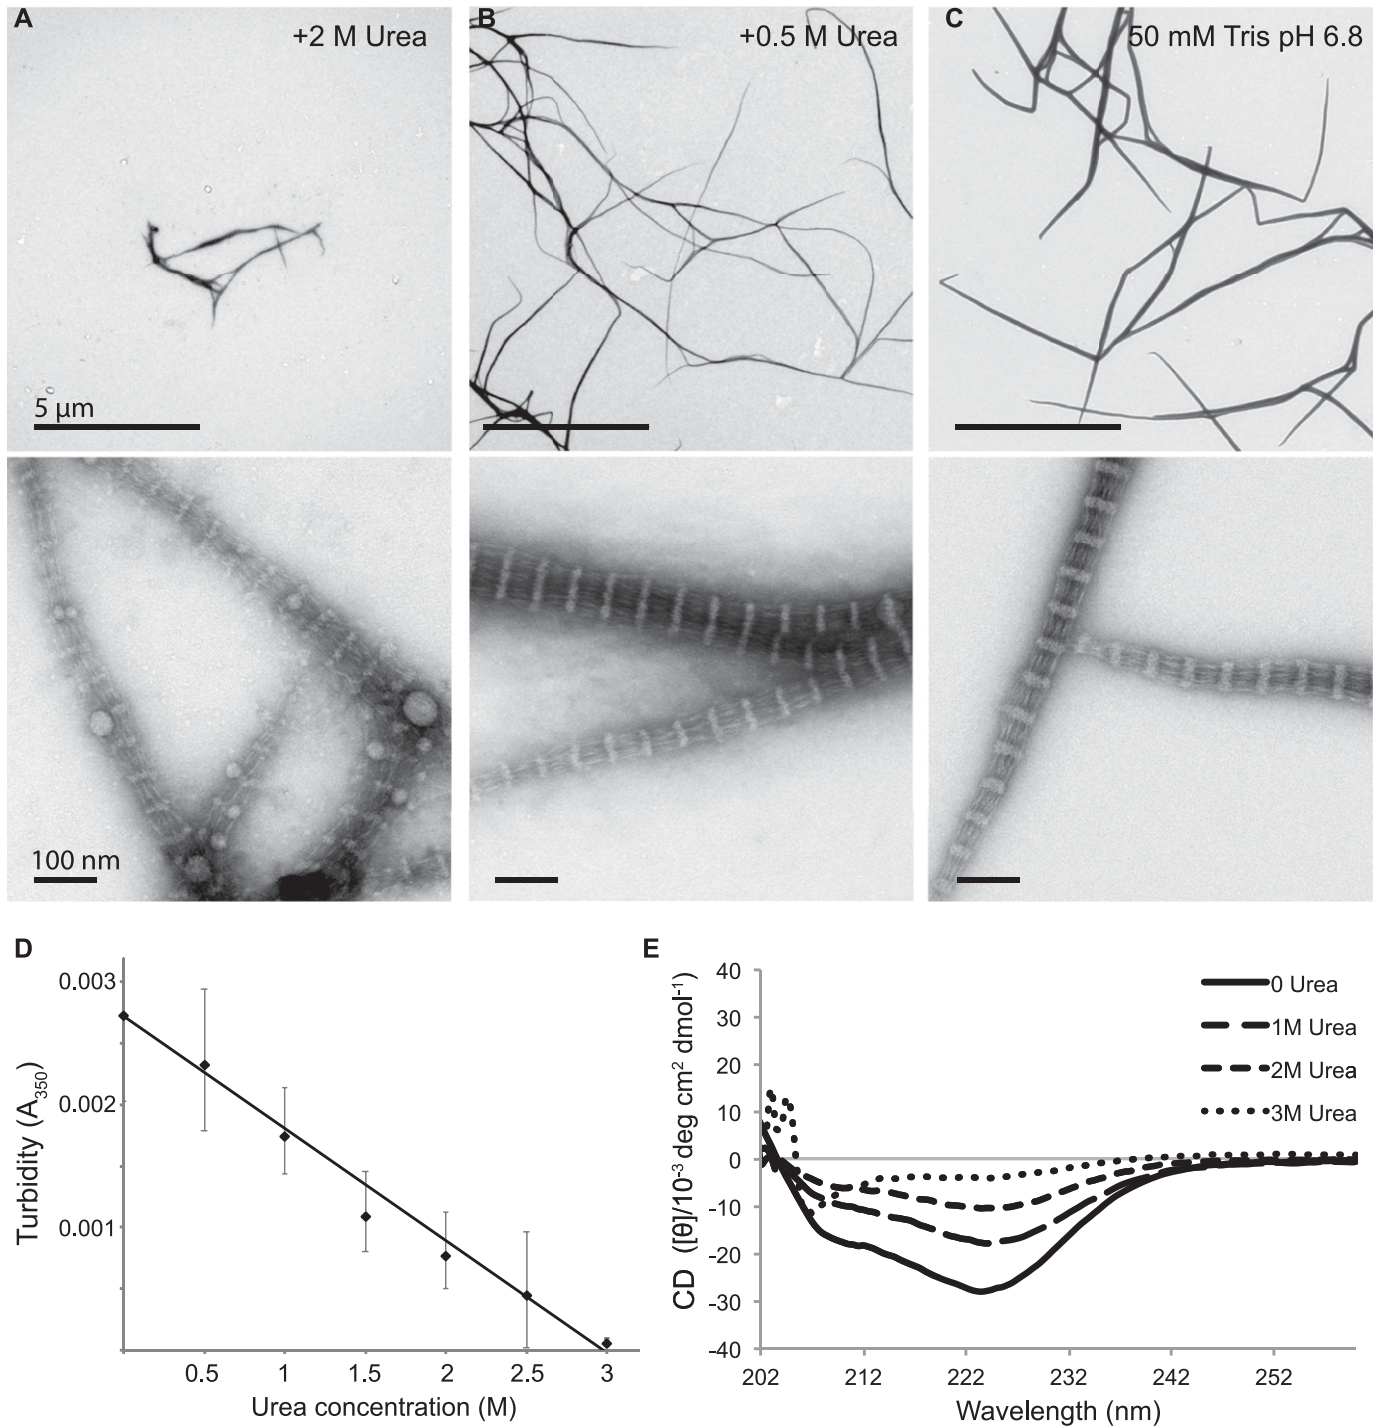 A
+2 M Urea
B
+0.5 M Urea
C
50 mM Tris pH 6.8
5 µm
100 nm
D
Turbidity (A350)
0.003
0.002
0.001
0.5
1
1.5
2
2.5
3
Urea concentration (M)
E
CD ([θ]/10-3 deg cm2 dmol-1)
40
30
20
10
0
-10
-20
-30
-40
202
212
222
232
242
252
Wavelength (nm)
0 Urea
1M Urea
2M Urea
3M Urea